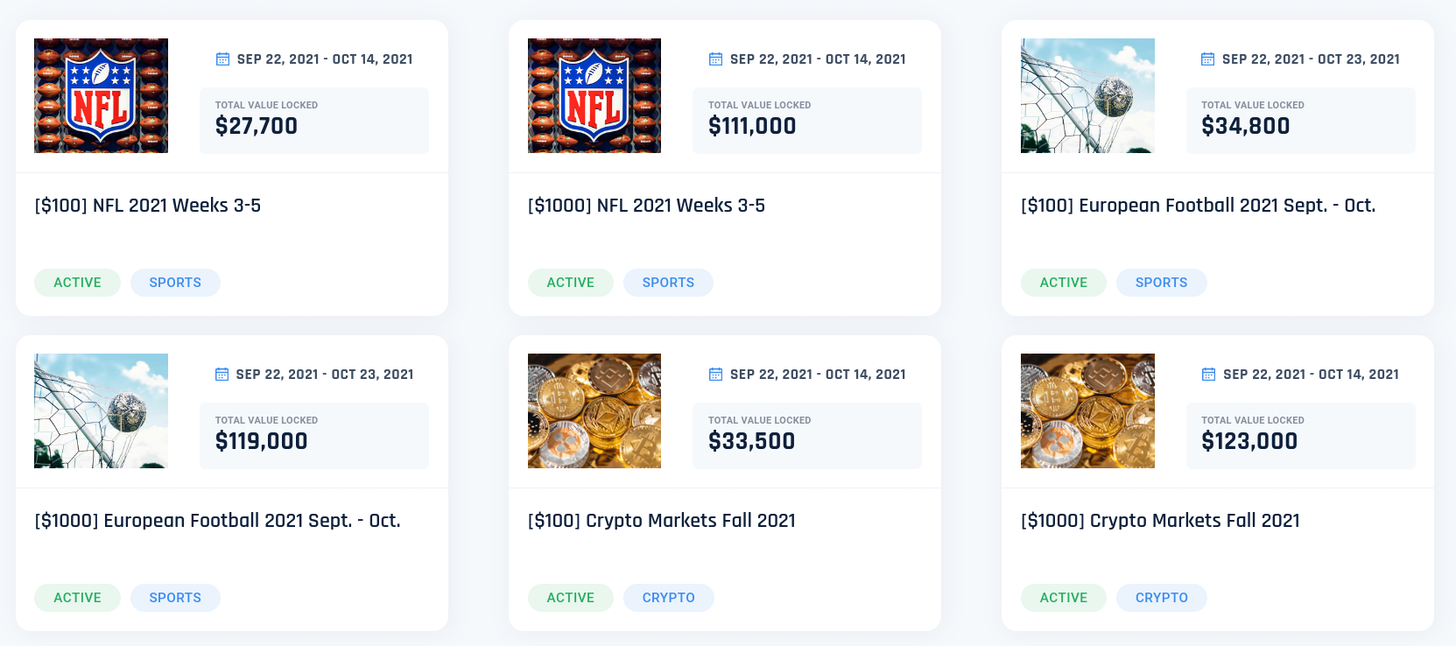 NFL
SEP 22, 2021 - OCT 14, 2021
TOTAL VALUE LOCKED
$27,700
[$100] NFL 2021 Weeks 3-5
ACTIVE
SPORTS
NFL
SEP 22, 2021 - OCT 14, 2021
TOTAL VALUE LOCKED
$111,000
[$1000] NFL 2021 Weeks 3-5
ACTIVE
SPORTS
SEP 22, 2021 - OCT 23, 2021
TOTAL VALUE LOCKED
$34,800
[$100] European Football 2021 Sept. - Oct.
ACTIVE
SPORTS
SEP 22, 2021 - OCT 23, 2021
TOTAL VALUE LOCKED
$119,000
[$1000] European Football 2021 Sept. - Oct.
ACTIVE
SPORTS
SEP 22, 2021 - OCT 14, 2021
TOTAL VALUE LOCKED
$33,500
[$100] Crypto Markets Fall 2021
ACTIVE
CRYPTO
SEP 22, 2021 - OCT 14, 2021
TOTAL VALUE LOCKED
$123,000
[$1000] Crypto Markets Fall 2021
ACTIVE
CRYPTO